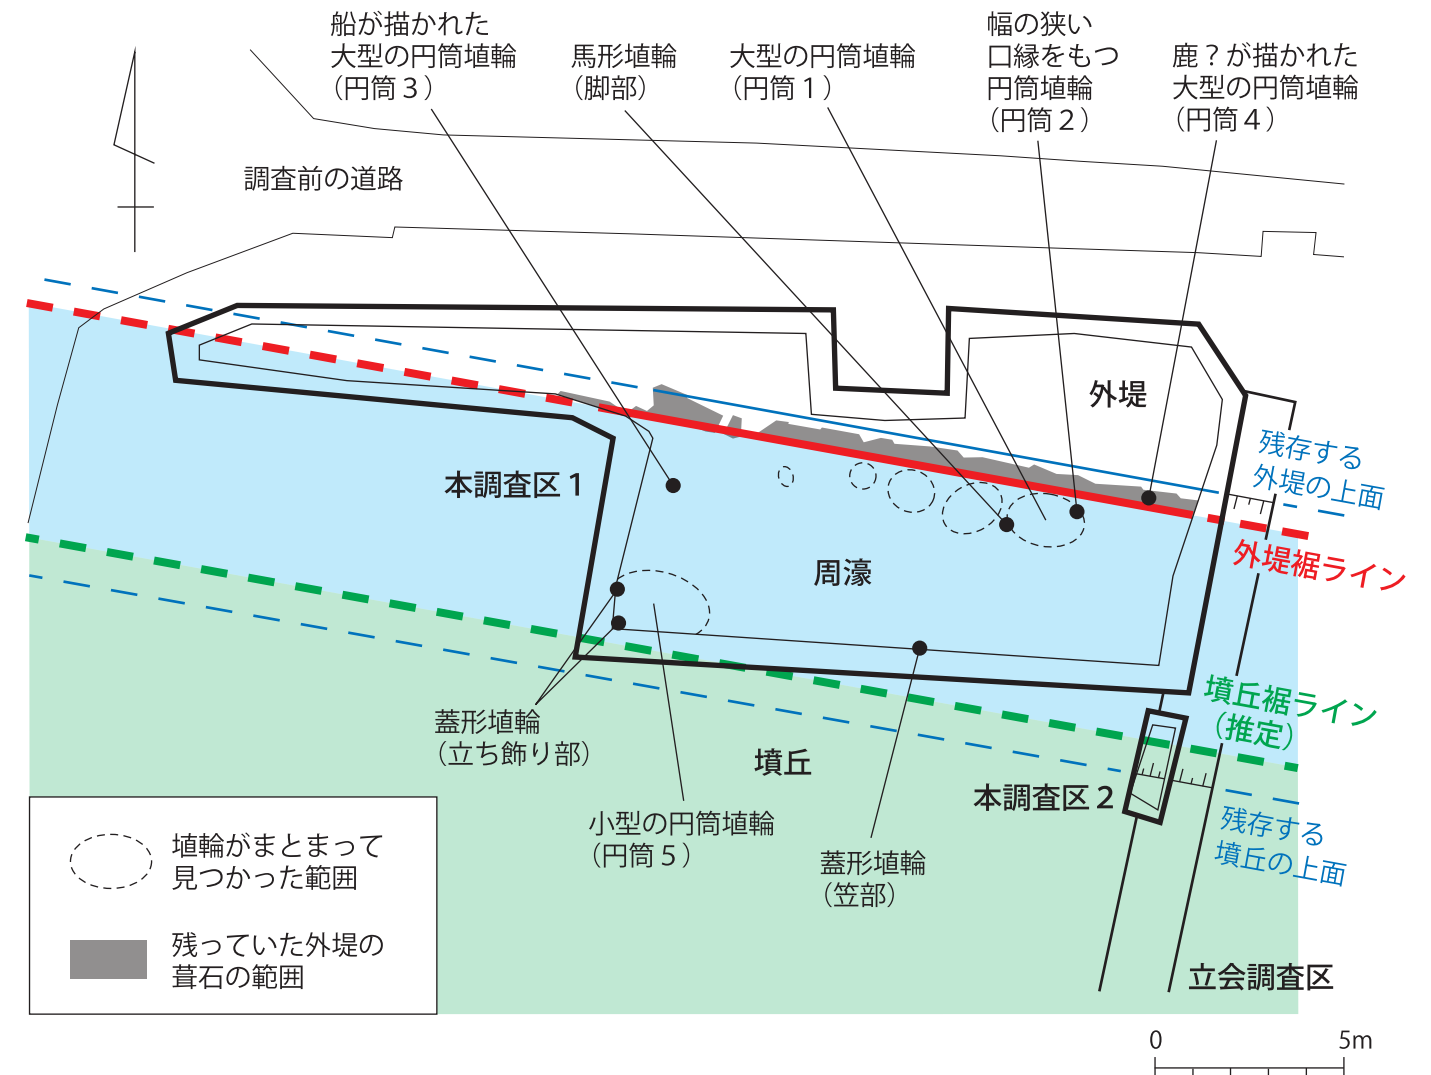 船が描かれた
大型の円筒埴輪
（円筒３）
馬形埴輪
（脚部）
大型の円筒埴輪
（円筒１）
幅の狭い
口縁をもつ
円筒埴輪
（円筒２）
鹿？が描かれた
大型の円筒埴輪
（円筒４）
調査前の道路
外堤
残存する
外堤の上面
本調査区 1
外堤裾ライン
周濠
墳丘裾ライン
（推定）
蓋形埴輪
（立ち飾り部）
墳丘
本調査区 2
小型の円筒埴輪
（円筒５）
残存する
墳丘の上面
蓋形埴輪
（笠部）
埴輪がまとまって
見つかった範囲
残っていた外堤の
葺石の範囲
立会調査区
0
5m